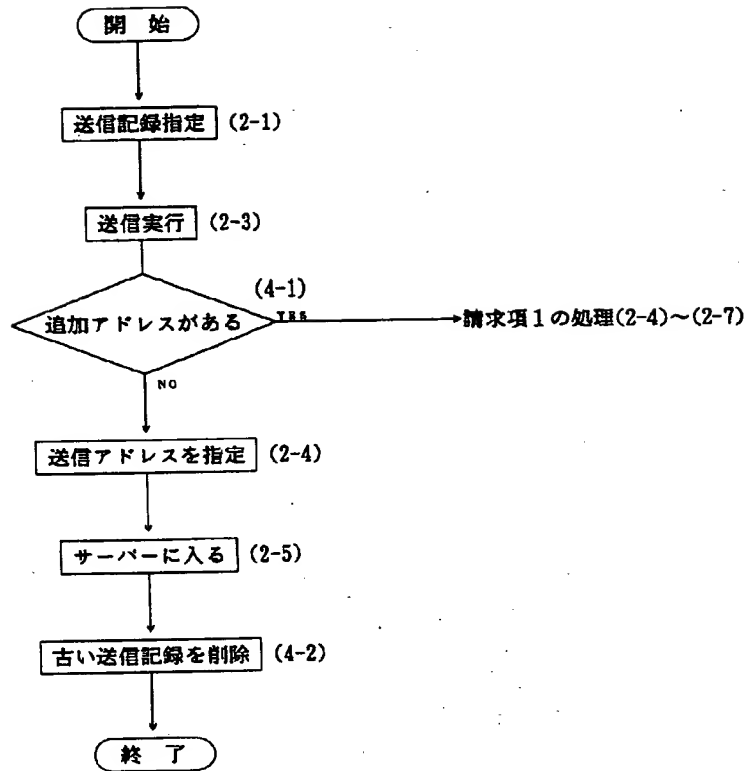 開 始
送信記録指定 (2-1)
送信実行 (2-3)
(4-1)
追加アドレスがある YES 請求項1の処理(2-4)~(2-7)
NO
送信アドレスを指定 (2-4)
サーバーに入る (2-5)
古い送信記録を削除 (4-2)
終 了